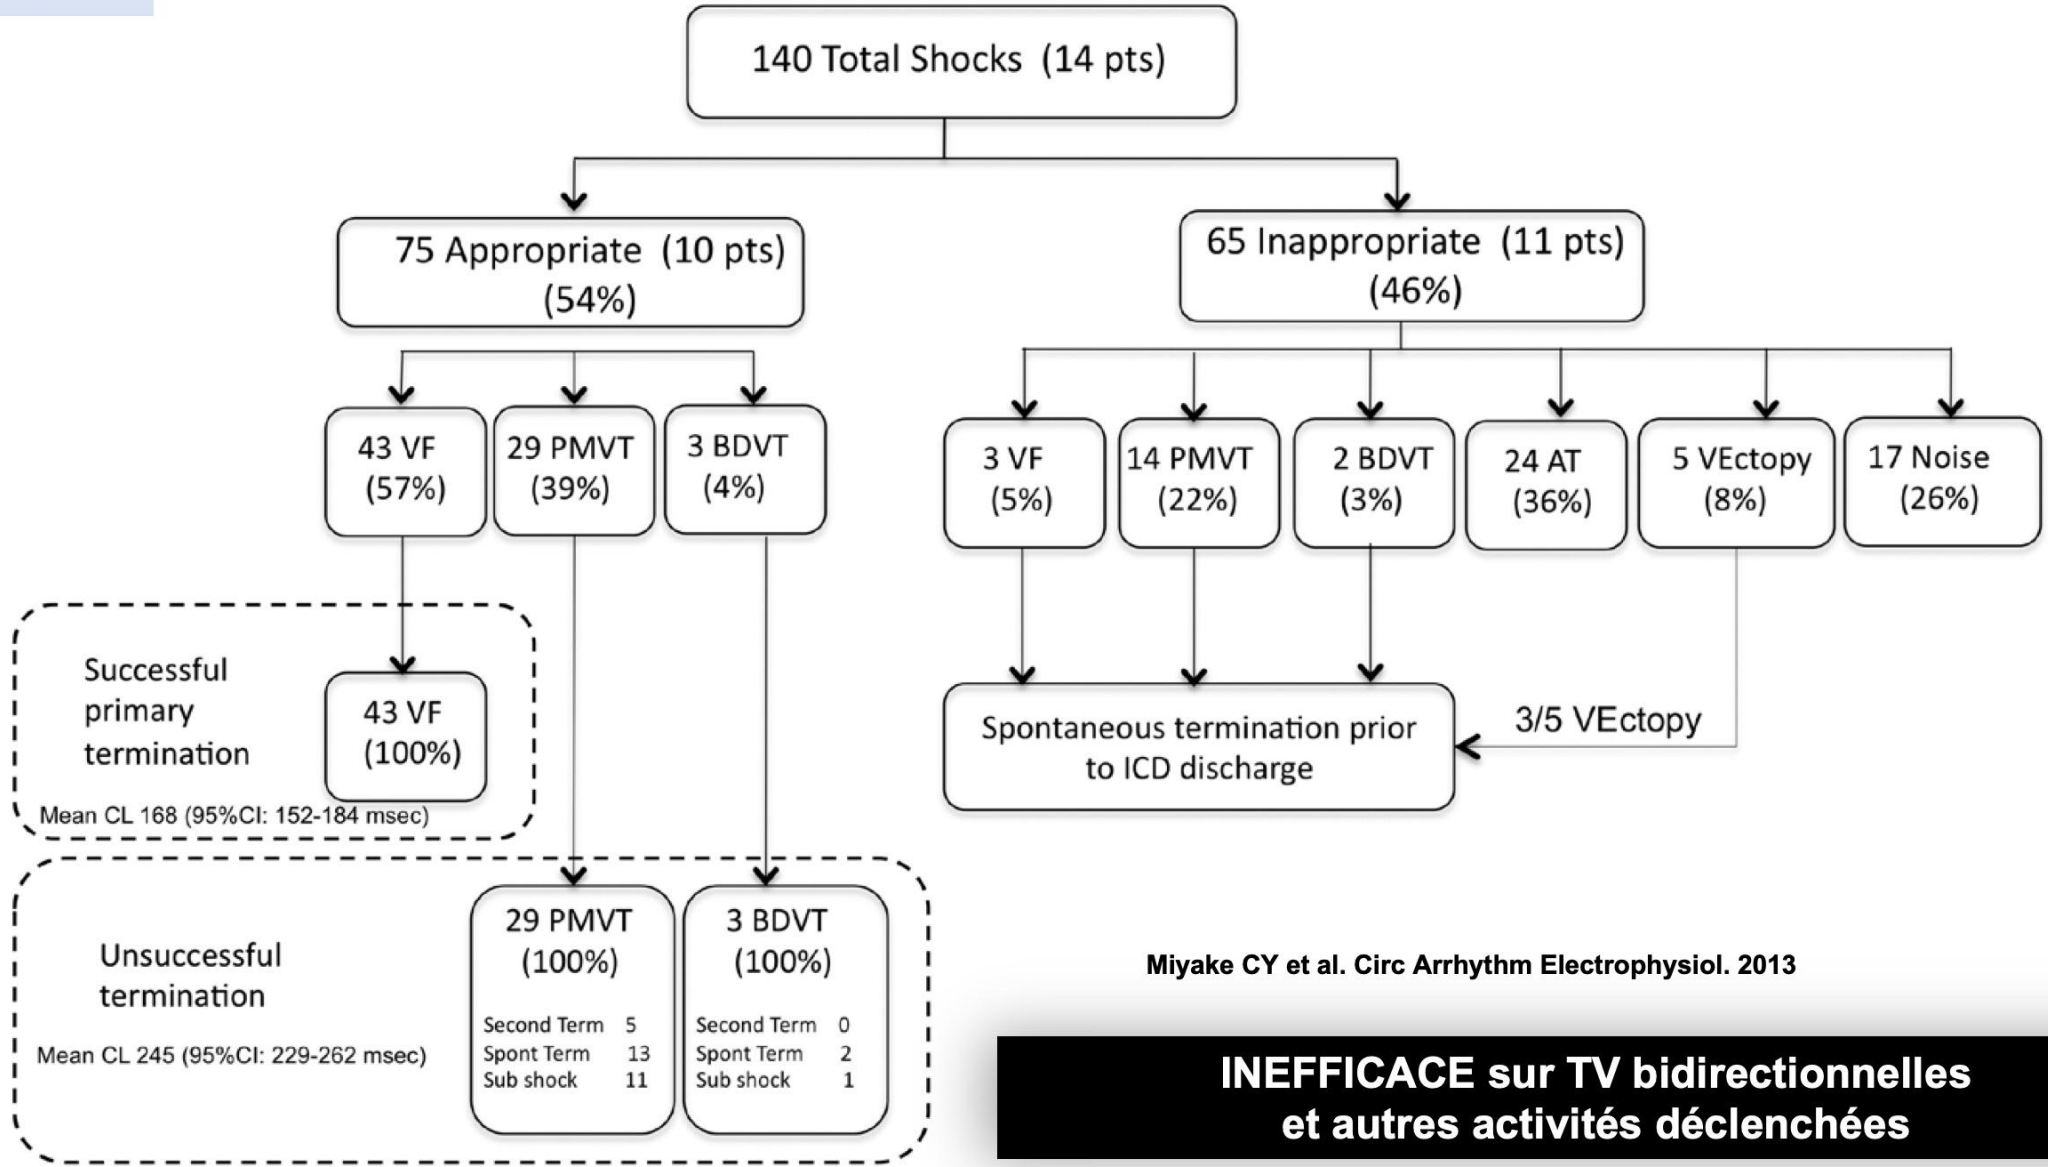 140 Total Shocks (14 pts)
75 Appropriate (10 pts)
(54%)
65 Inappropriate (11 pts)
(46%)
43 VF
(57%)
29 PMVT
(39%)
3 BDVT
(4%)
3 VF
(5%)
14 PMVT
(22%)
2 BDVT
(3%)
24 AT
(36%)
5 VEctopy
(8%)
17 Noise
(26%)
Successful
primary
termination
43 VF
(100%)
Mean CL 168 (95%CI: 152-184 msec)
Spontaneous termination prior
to ICD discharge
3/5 VEctopy
Unsuccessful
termination
Mean CL 245 (95%CI: 229-262 msec)
29 PMVT
(100%)
Second Term 5
Spont Term 13
Sub shock 11
3 BDVT
(100%)
Second Term 0
Spont Term 2
Sub shock 1
Miyake CY et al. Circ Arrhythm Electrophysiol. 2013
INEFFICACE sur TV bidirectionnelles
et autres activités déclenchées